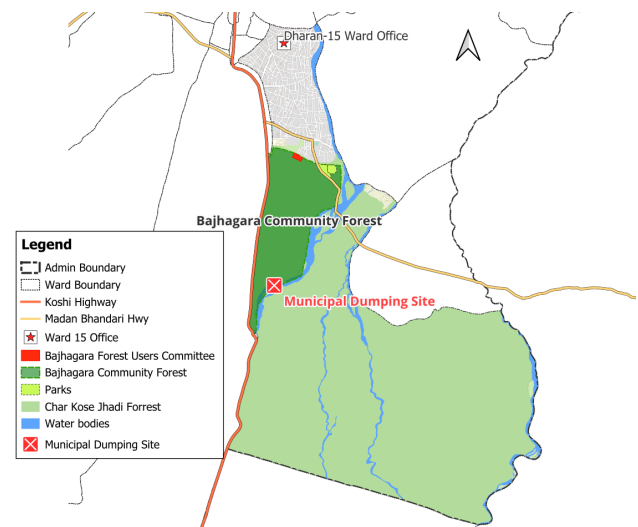 Dharan-15 Ward Office
Bajhagara Community Forest
Municipal Dumping Site
Legend
Admin Boundary
Ward Boundary
Koshi Highway
Madan Bhandari Hwy
Ward 15 Office
Bajhagara Forest Users Committee
Bajhagara Community Forest
Parks
Char Kose Jhadi Forrest
Water bodies
Municipal Dumping Site